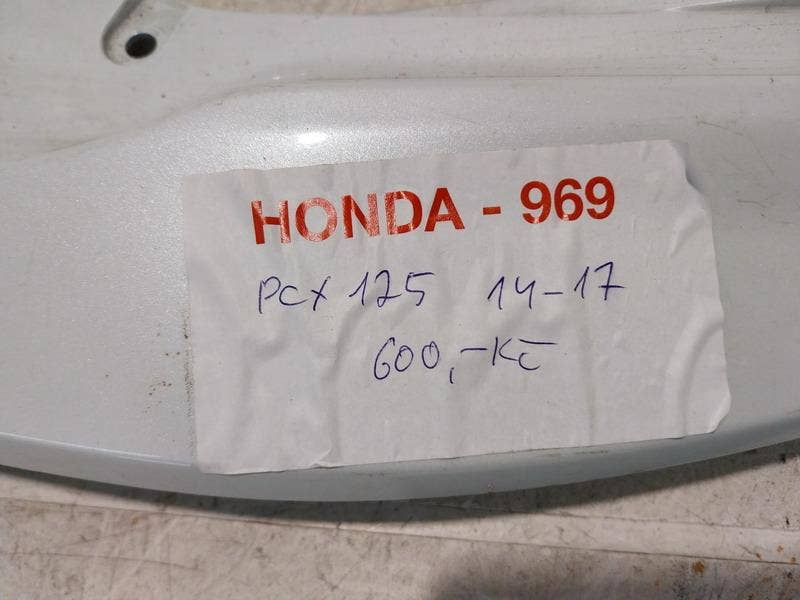 HONDA - 969
PCX 125 14-17
600,-Kč